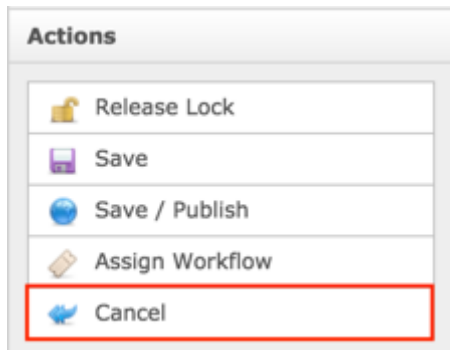 Actions
Release Lock
Save
Save / Publish
Assign Workflow
Cancel